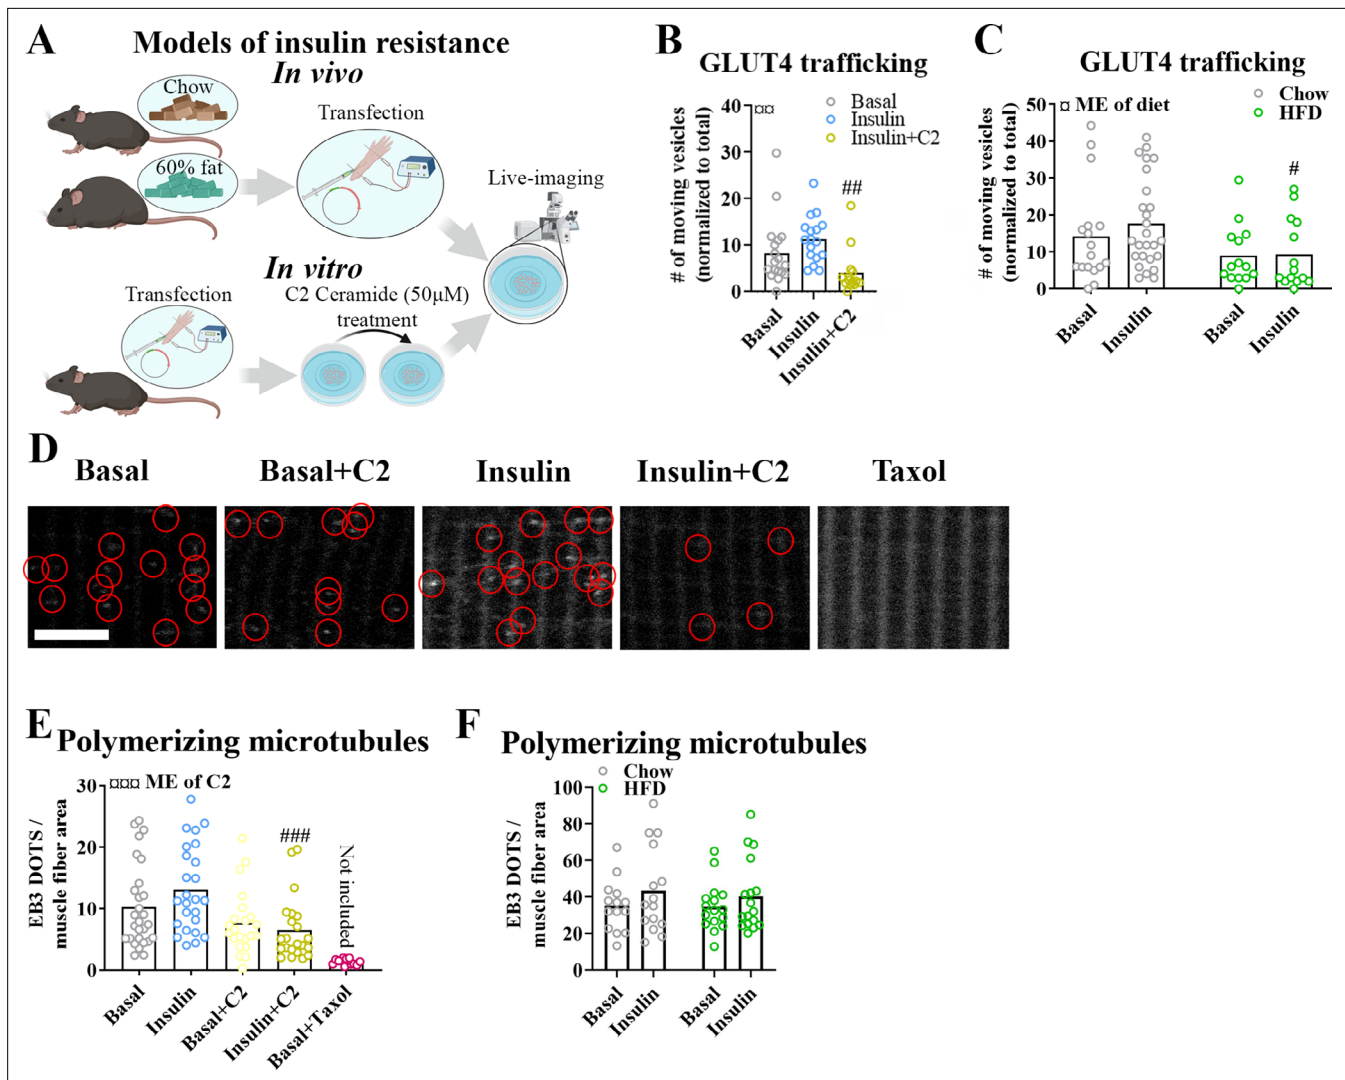 A
Models of insulin resistance
In vivo
Chow
60% fat
Transfection
Live-imaging
In vitro
C2 Ceramide (50μM)
treatment
Transfection
B
GLUT4 trafficking
# of moving vesicles
(normalized to total)
40
30
20
10
0
¤¤
Basal
Insulin
Insulin+C2
##
Basal
Insulin
Insulin+C2
C
GLUT4 trafficking
# of moving vesicles
(normalized to total)
50
40
30
20
10
0
¤ ME of diet
Chow
HFD
#
Basal
Insulin
Basal
Insulin
D
Basal
Basal+C2
Insulin
Insulin+C2
Taxol
E
Polymerizing microtubules
EB3 DOTS /
muscle fiber area
30
20
10
0
¤¤¤ ME of C2
###
Not included
Basal
Insulin
Basal+C2
Insulin+C2
Basal+Taxol
F
Polymerizing microtubules
EB3 DOTS /
muscle fiber area
100
80
60
40
20
0
Chow
HFD
Basal
Insulin
Basal
Insulin